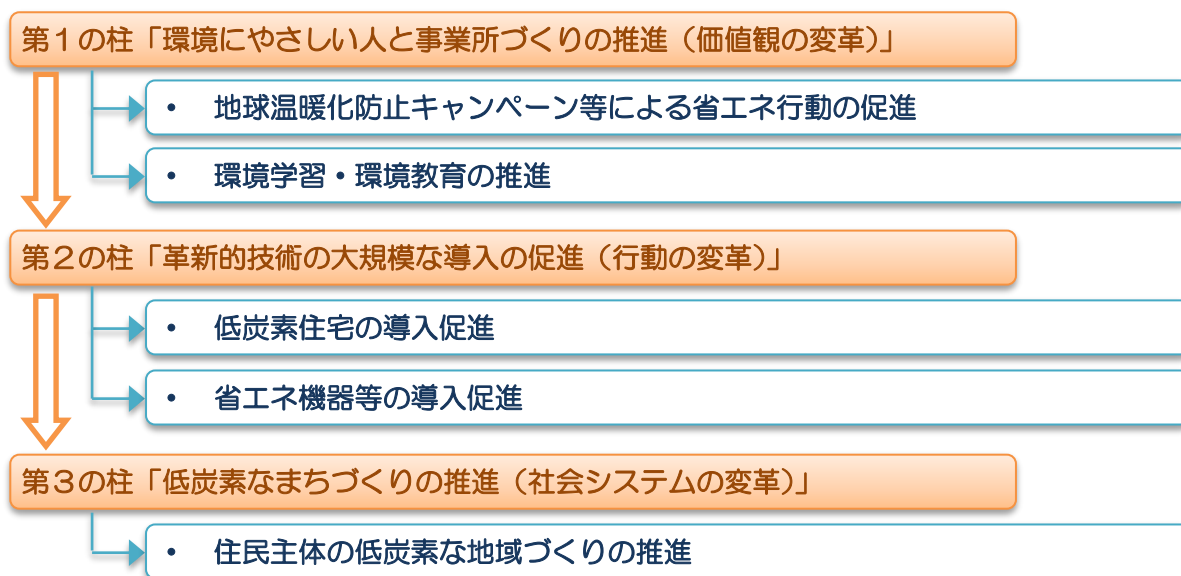 第１の柱「環境にやさしい人と事業所づくりの推進（価値観の変革）」
• 地球温暖化防止キャンペーン等による省エネ行動の促進
• 環境学習・環境教育の推進
第２の柱「革新的技術の大規模な導入の促進（行動の変革）」
• 低炭素住宅の導入促進
• 省エネ機器等の導入促進
第３の柱「低炭素なまちづくりの推進（社会システムの変革）」
• 住民主体の低炭素な地域づくりの推進